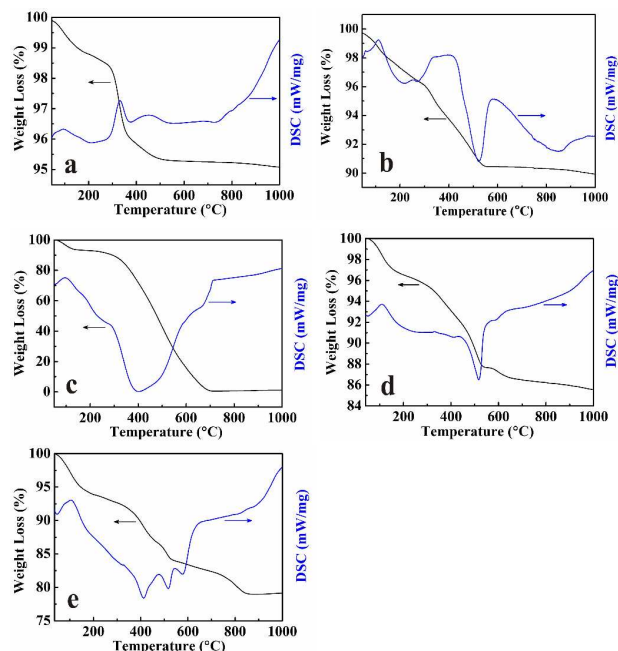 100
99
98
97
96
95
Weight Loss (%)
DSC (mW/mg)
a
200 400 600 800 1000
Temperature (°C)
100
98
96
94
92
90
Weight Loss (%)
DSC (mW/mg)
b
200 400 600 800 1000
Temperature (°C)
100
80
60
40
20
0
Weight Loss (%)
DSC (mW/mg)
c
200 400 600 800 1000
Temperature (°C)
100
98
96
94
92
90
88
86
84
Weight Loss (%)
DSC (mW/mg)
d
200 400 600 800 1000
Temperature (°C)
100
95
90
85
80
75
Weight Loss (%)
DSC (mW/mg)
e
200 400 600 800 1000
Temperature (°C)